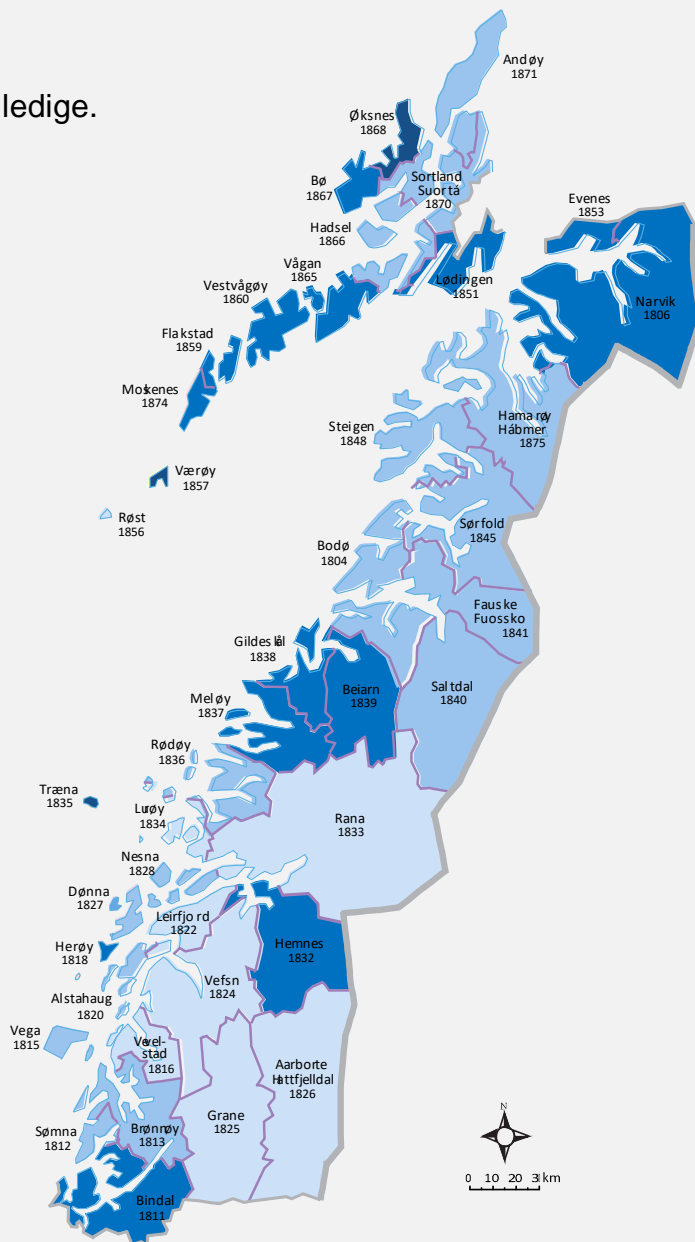 ledige.
Andøy
1871
Øksnes
1868
Bø
1867
Sortland
Suortá
1870
Hadsel
1866
Evenes
1853
Vågan
1865
Lødingen
1851
Vestvågøy
1860
Narvik
1806
Flakstad
1859
Moskenes
1874
Hamarøy
Hábmer
1875
Steigen
1848
Værøy
1857
Røst
1856
Sørfold
1845
Bodø
1804
Fauske
Fuossko
1841
Gildeskål
1838
Beiarn
1839
Saltdal
1840
Meløy
1837
Rødøy
1836
Træna
1835
Lurøy
1834
Rana
1833
Nesna
1828
Dønna
1827
Leirfjord
1822
Herøy
1818
Hemnes
1832
Vefsn
1824
Alstahaug
1820
Vega
1815
Vevel-
stad
1816
Aarborte
Hattfjelldal
1826
Grane
1825
Brønnøy
1813
Sømna
1812
Bindal
1811
N
0 10 20 30 km